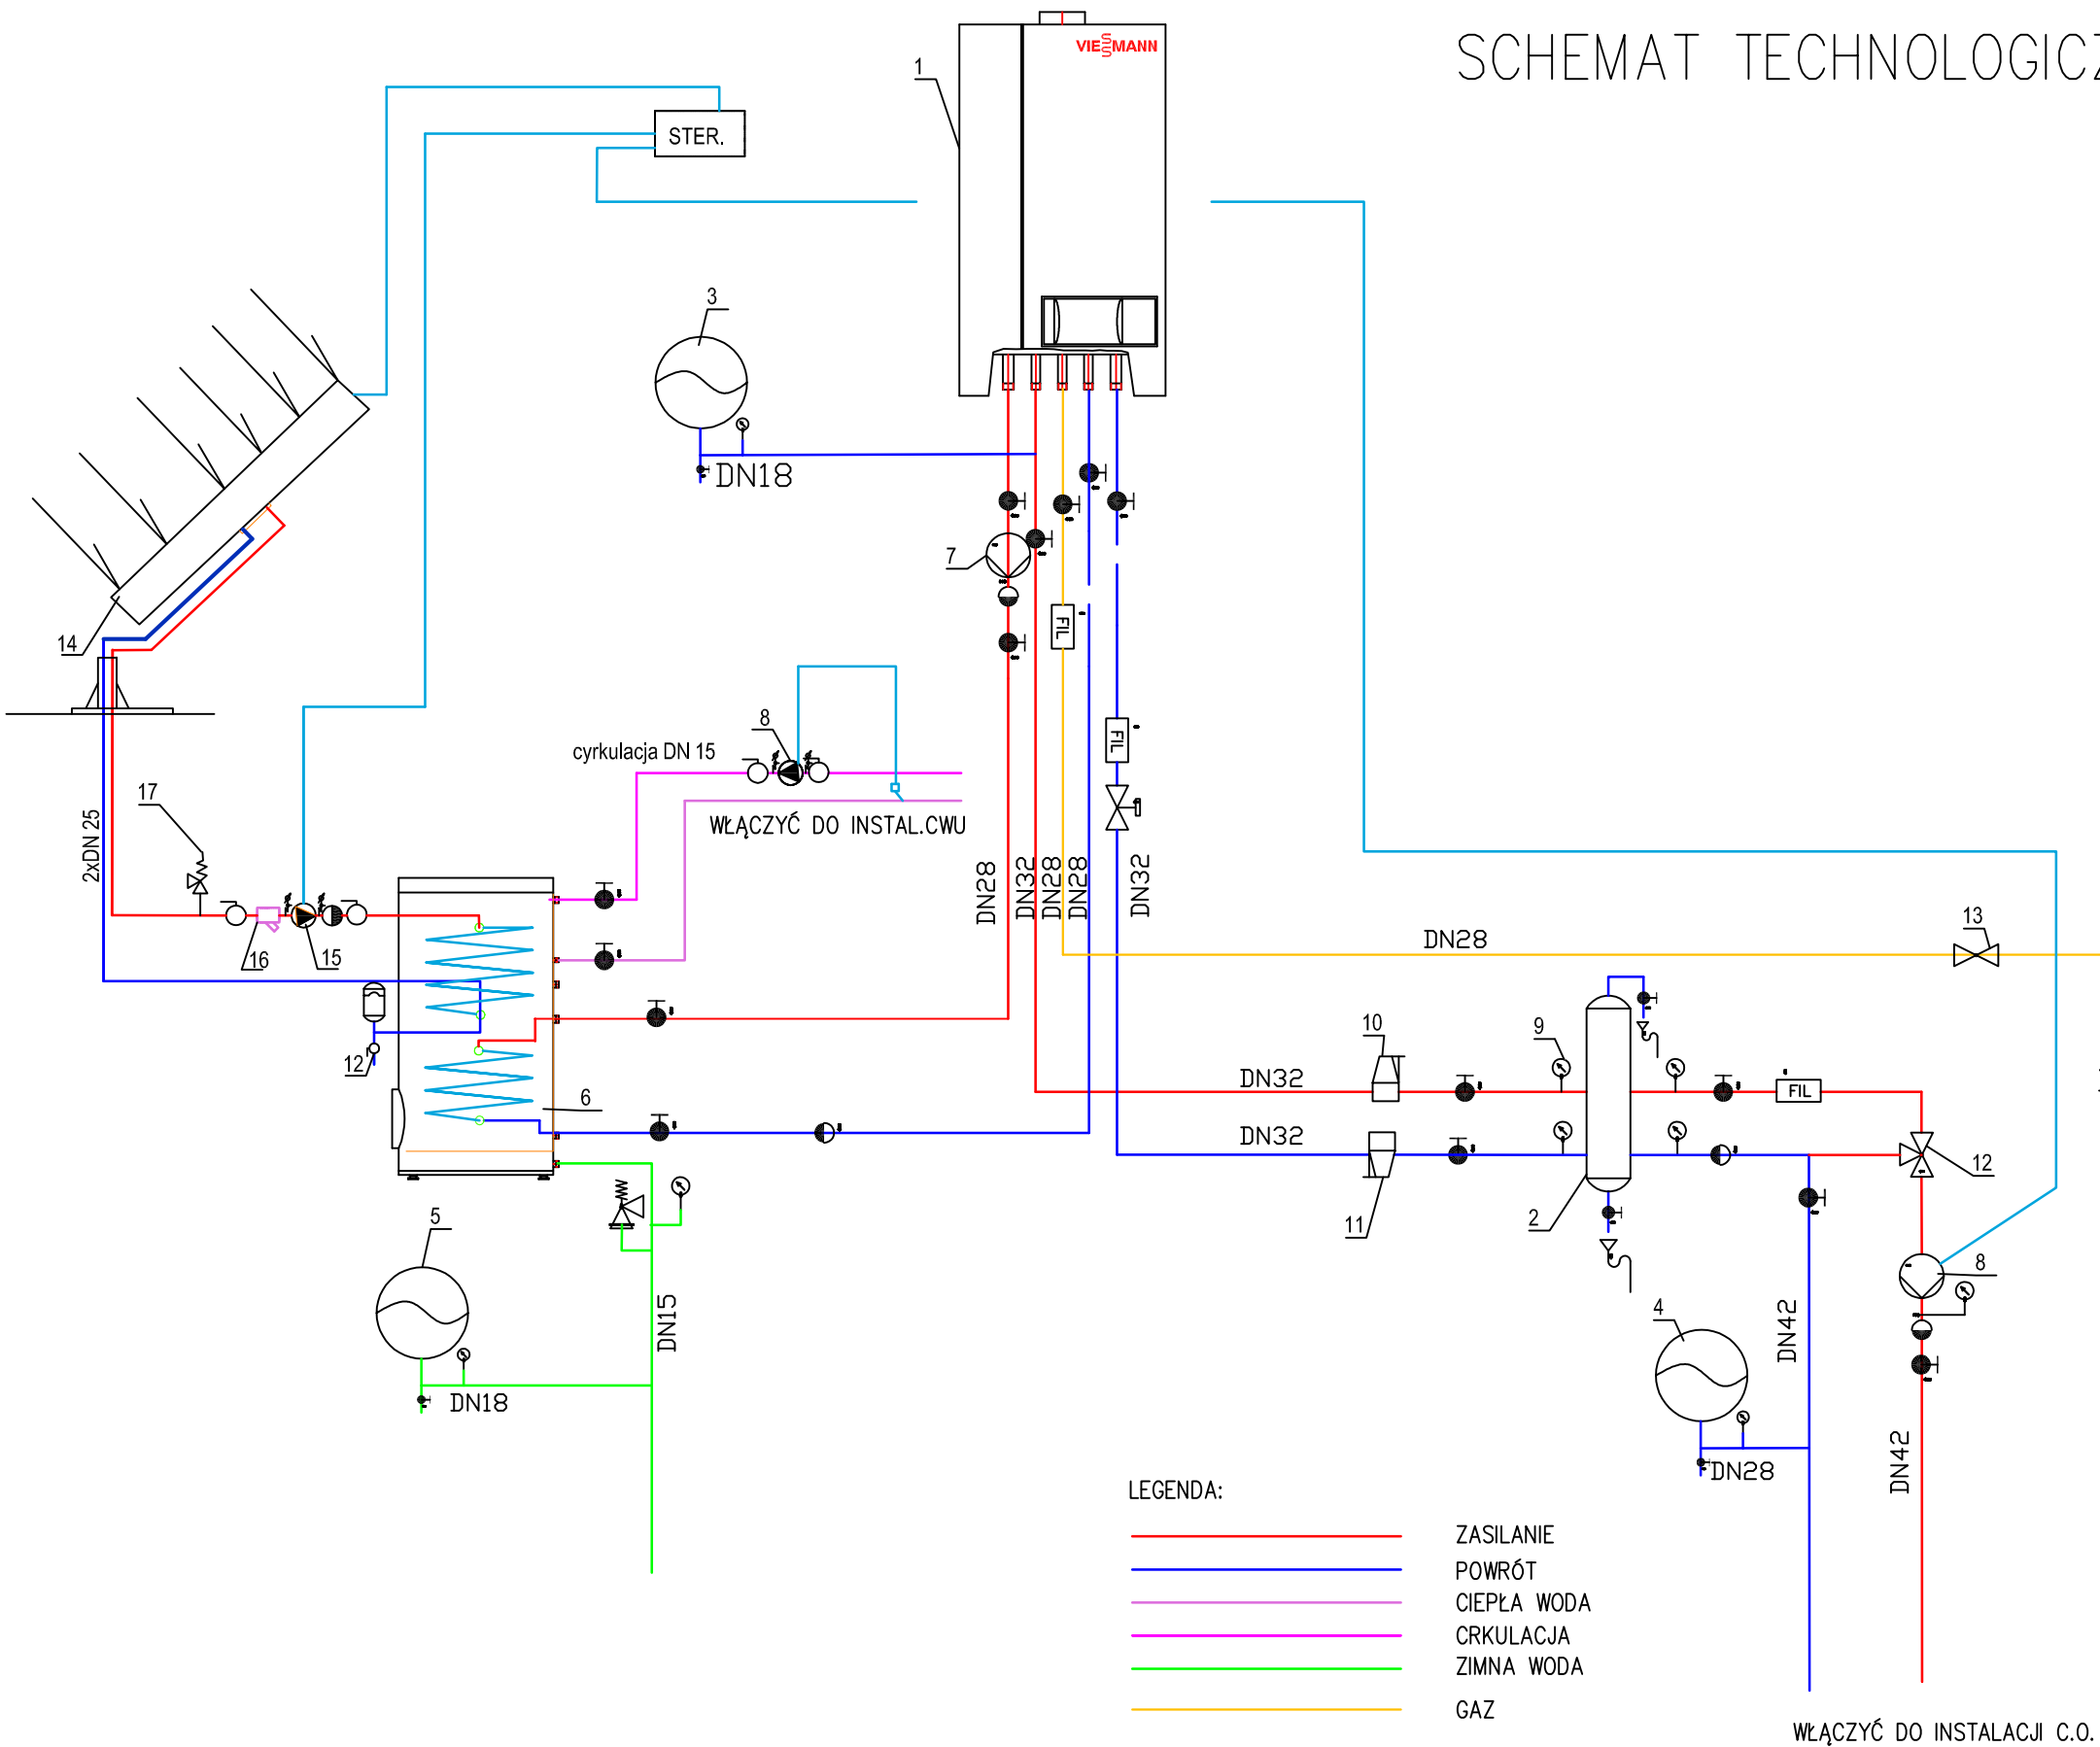 SCHEMAT TECHNOLOGICZ
VIESSMANN
1
STER.
3
DN18
7
FIL
14
8
cyrkulacja DN 15
FIL
WŁĄCZYĆ DO INSTAL.CWU
17
2xDN 25
DN28
DN32
DN28
DN28
DN32
16
15
DN28
13
12
10
9
DN32
FIL
6
DN32
12
11
2
5
8
DN15
DN42
4
DN18
DN28
DN42
LEGENDA:
ZASILANIE
POWRÓT
CIEPŁA WODA
CRKULACJA
ZIMNA WODA
GAZ
WŁĄCZYĆ DO INSTALACJI C.O.